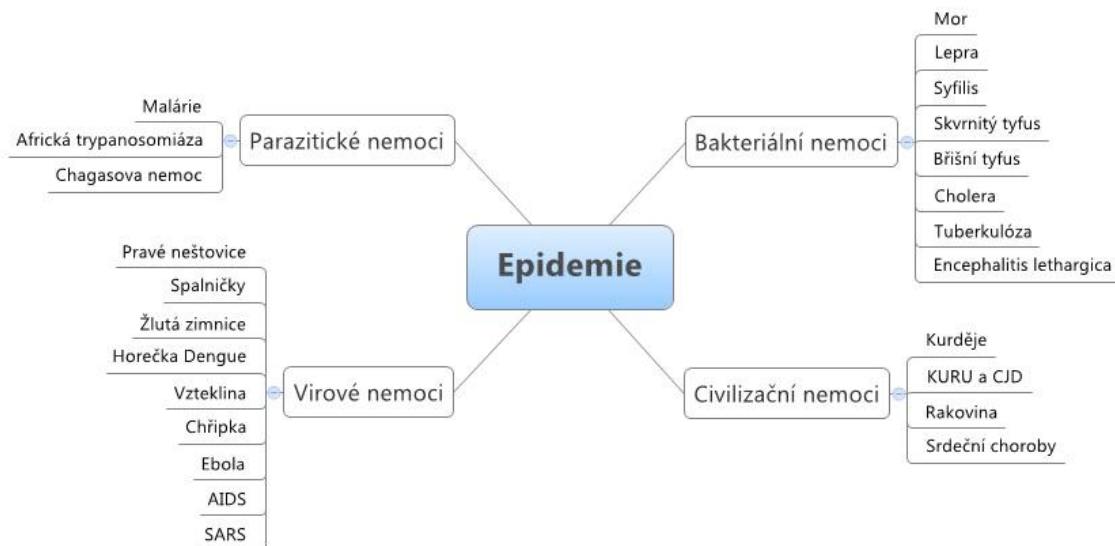 Epidemie
Parazitické nemoci
Malárie
Africká trypanosomiáza
Chagasova nemoc
Virové nemoci
Pravé neštovice
Spalničky
Žlutá zimnice
Horečka Dengue
Vzteklina
Chřipka
Ebola
AIDS
SARS
Bakteriální nemoci
Mor
Lepra
Syfilis
Skvrnitý tyfus
Břišní tyfus
Cholera
Tuberkulóza
Encephalitis lethargica
Civilizační nemoci
Kurděje
KURU a CJD
Rakovina
Srdeční choroby